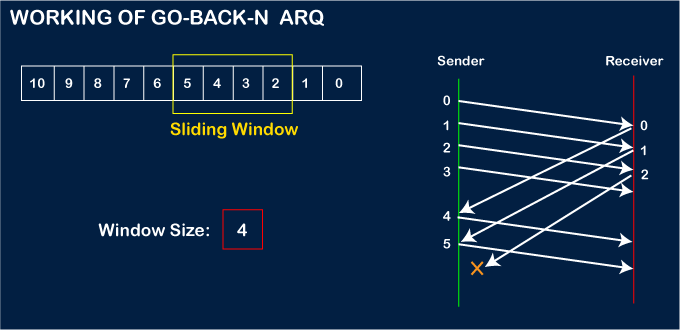 WORKING OF GO-BACK-N ARQ
Sender Receiver
10 9 8 7 6 5 4 3 2 1 0
Sliding Window
Window Size: 4
0
1
2
3
4
5
0
1
2